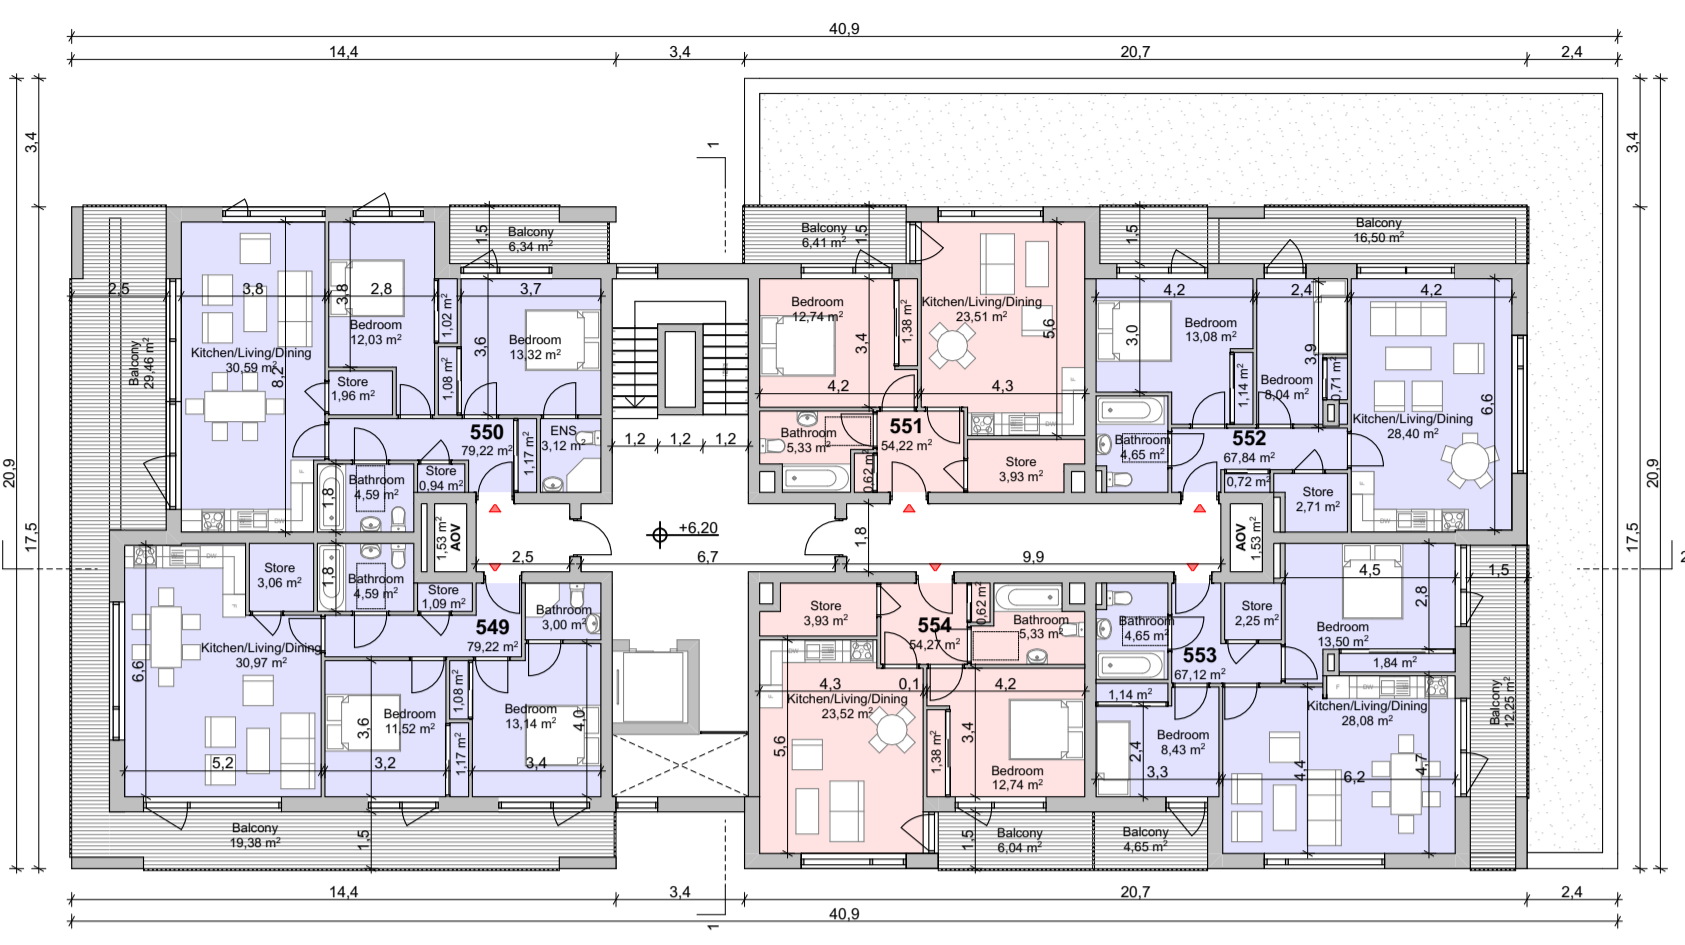 40,9
14,4
3,4
20,7
2,4
3,4
3,4
20,9
17,5
20,9
17,5
1
2
Balcony
29,46 m²
2,5
3,8
Kitchen/Living/Dining
30,59 m²
8,2
2,8
3,8
Bedroom
12,03 m²
Store
1,96 m²
1,02 m²
1,08 m²
Balcony
6,34 m²
1,5
3,7
3,6
Bedroom
13,32 m²
550
79,22 m²
1,17 m²
ENS
3,12 m²
Store
0,94 m²
Bathroom
4,59 m²
1,8
F
DW
1,53 m²
AOV
1,2
1,2
1,2
+6,20
2,5
6,7
9,9
1,8
Balcony
6,41 m²
1,5
Bedroom
12,74 m²
4,2
3,4
1,38 m²
Kitchen/Living/Dining
23,51 m²
5,6
4,3
F
DW
Bathroom
5,33 m²
551
54,22 m²
0,62 m²
Store
3,93 m²
1,5
Balcony
16,50 m²
4,2
3,0
Bedroom
13,08 m²
1,14 m²
2,4
3,9
Bedroom
8,04 m²
0,71 m²
4,2
Kitchen/Living/Dining
28,40 m²
6,6
Bathroom
4,65 m²
552
67,84 m²
0,72 m²
Store
2,71 m²
F
DW
AOV
1,53 m²
DW
F
Store
3,06 m²
1,8
Bathroom
4,59 m²
Store
1,09 m²
549
79,22 m²
Bathroom
3,00 m²
Kitchen/Living/Dining
30,97 m²
6,6
5,2
Bedroom
11,52 m²
3,6
3,2
1,08 m²
1,17 m²
Bedroom
13,14 m²
4,0
3,4
Balcony
19,38 m²
1,5
Store
3,93 m²
DW
F
554
54,27 m²
0,62 m²
Bathroom
5,33 m²
4,3
0,1
4,2
Kitchen/Living/Dining
23,52 m²
5,6
3,4
1,38 m²
Bedroom
12,74 m²
1,5
Balcony
6,04 m²
Balcony
4,65 m²
Bathroom
4,65 m²
553
67,12 m²
Store
2,25 m²
4,5
2,8
Bedroom
13,50 m²
1,84 m²
1,5
Balcony
12,25 m²
1,14 m²
2,4
Bedroom
8,43 m²
3,3
F
DW
Kitchen/Living/Dining
28,08 m²
4,4
6,2
4,7
14,4
3,4
20,7
2,4
1
40,9